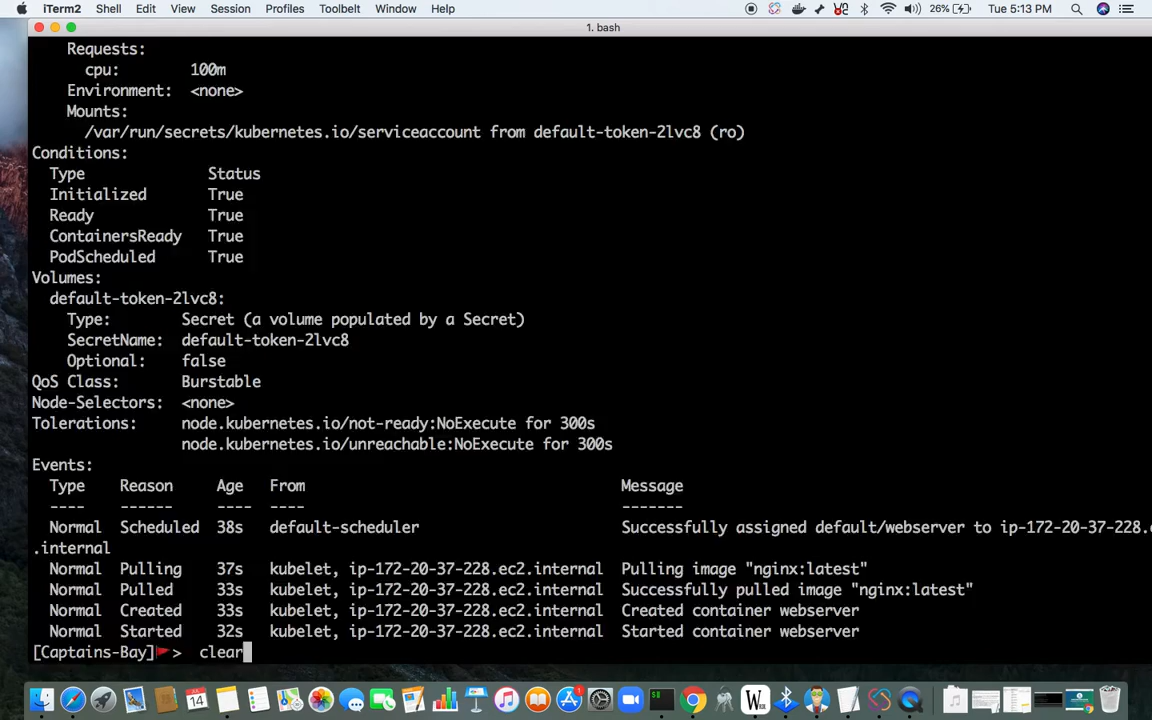 iTerm2 Shell Edit View Session Profiles Toolbelt Window Help 26% Tue 5:13 PM
1. bash
Requests:
cpu: 100m
Environment: <none>
Mounts:
/var/run/secrets/kubernetes.io/serviceaccount from default-token-2lvc8 (ro)
Conditions:
Type Status
Initialized True
Ready True
ContainersReady True
PodScheduled True
Volumes:
default-token-2lvc8:
Type: Secret (a volume populated by a Secret)
SecretName: default-token-2lvc8
Optional: false
QoS Class: Burstable
Node-Selectors: <none>
Tolerations: node.kubernetes.io/not-ready:NoExecute for 300s
node.kubernetes.io/unreachable:NoExecute for 300s
Events:
Type Reason Age From Message
---- ------ ---- ---- -------
Normal Scheduled 38s default-scheduler Successfully assigned default/webserver to ip-172-20-37-228.
.internal
Normal Pulling 37s kubelet, ip-172-20-37-228.ec2.internal Pulling image "nginx:latest"
Normal Pulled 33s kubelet, ip-172-20-37-228.ec2.internal Successfully pulled image "nginx:latest"
Normal Created 33s kubelet, ip-172-20-37-228.ec2.internal Created container webserver
Normal Started 32s kubelet, ip-172-20-37-228.ec2.internal Started container webserver
[Captains-Bay]🚩> clear
14 1 W